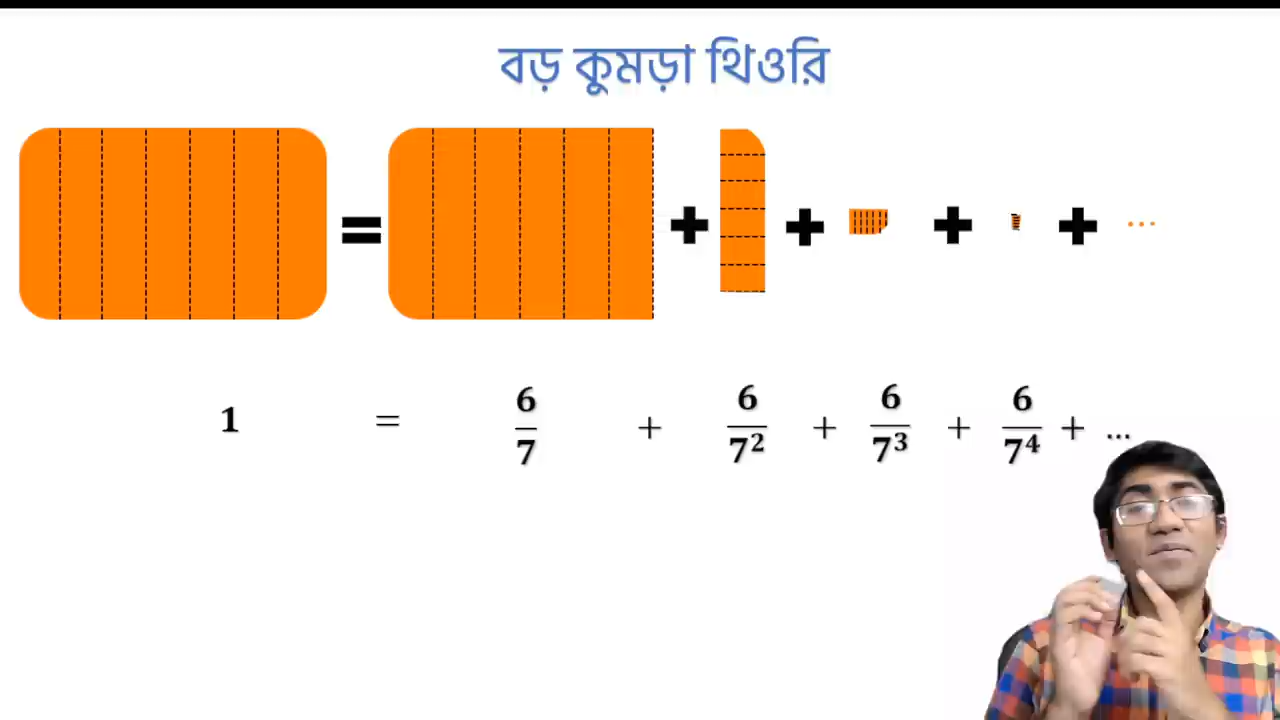 বড় কুমড়া থিওরি
= + + + + ...
1 = 6/7 + 6/7² + 6/7³ + 6/7⁴ + ...